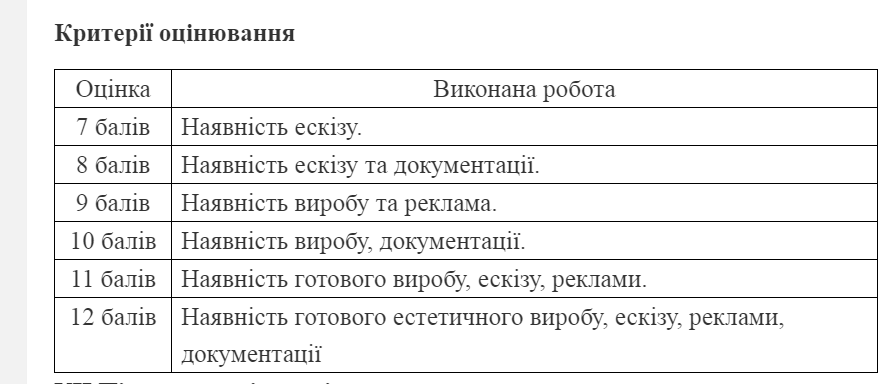 Критерії оцінювання
Оцінка Виконана робота
7 балів Наявність ескізу.
8 балів Наявність ескізу та документації.
9 балів Наявність виробу та реклама.
10 балів Наявність виробу, документації.
11 балів Наявність готового виробу, ескізу, реклами.
12 балів Наявність готового естетичного виробу, ескізу, реклами,
документації